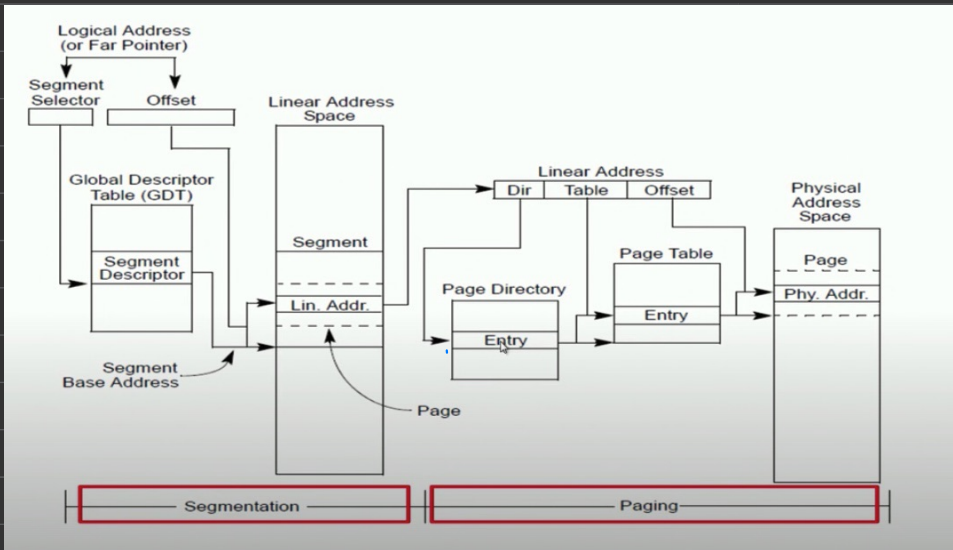 Logical Address
(or Far Pointer)
Segment
Selector
Offset
Linear Address
Space
Global Descriptor
Table (GDT)
Segment
Descriptor
Segment
Lin. Addr.
Segment
Base Address
Page
Linear Address
Dir
Table
Offset
Page Directory
Entry
Page Table
Entry
Physical
Address
Space
Page
Phy. Addr.
Segmentation
Paging